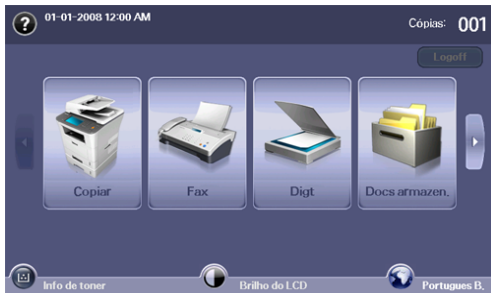 01-01-2008 12:00 AM
Cópias: 001
Logoff
Copiar
Fax
Digt
Docs armazen.
Info de toner
Brilho do LCD
Portugues B.